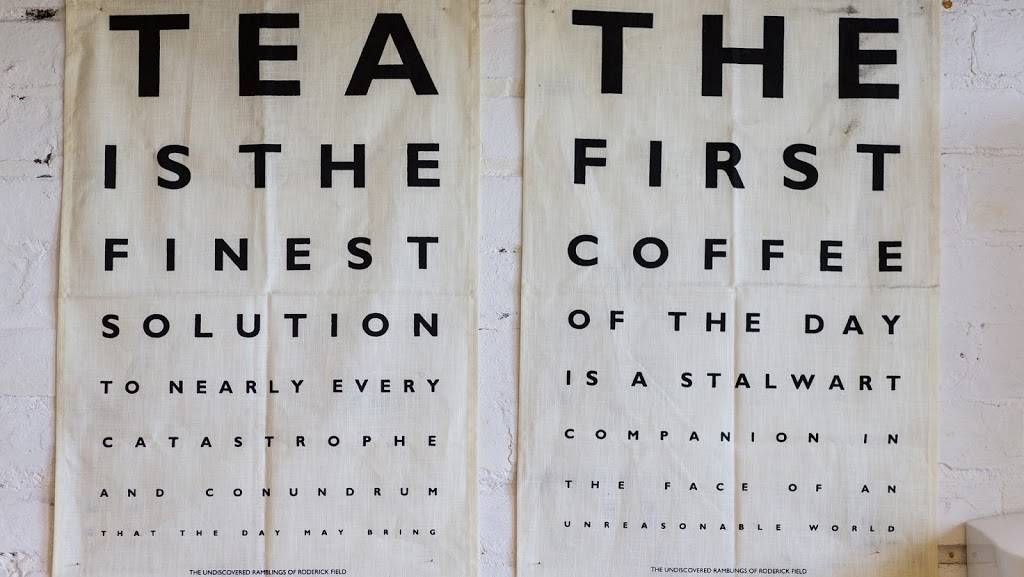 TEA
IS THE
FINEST
SOLUTION
TO NEARLY EVERY
CATASTROPHE
AND CONUNDRUM
THAT THE DAY MAY BRING
THE UNDISCOVERED RAMBLINGS OF RODERICK FIELD
THE
FIRST
COFFEE
OF THE DAY
IS A STALWART
COMPANION IN
THE FACE OF AN
UNREASONABLE WORLD
THE UNDISCOVERED RAMBLINGS OF RODERICK FIELD